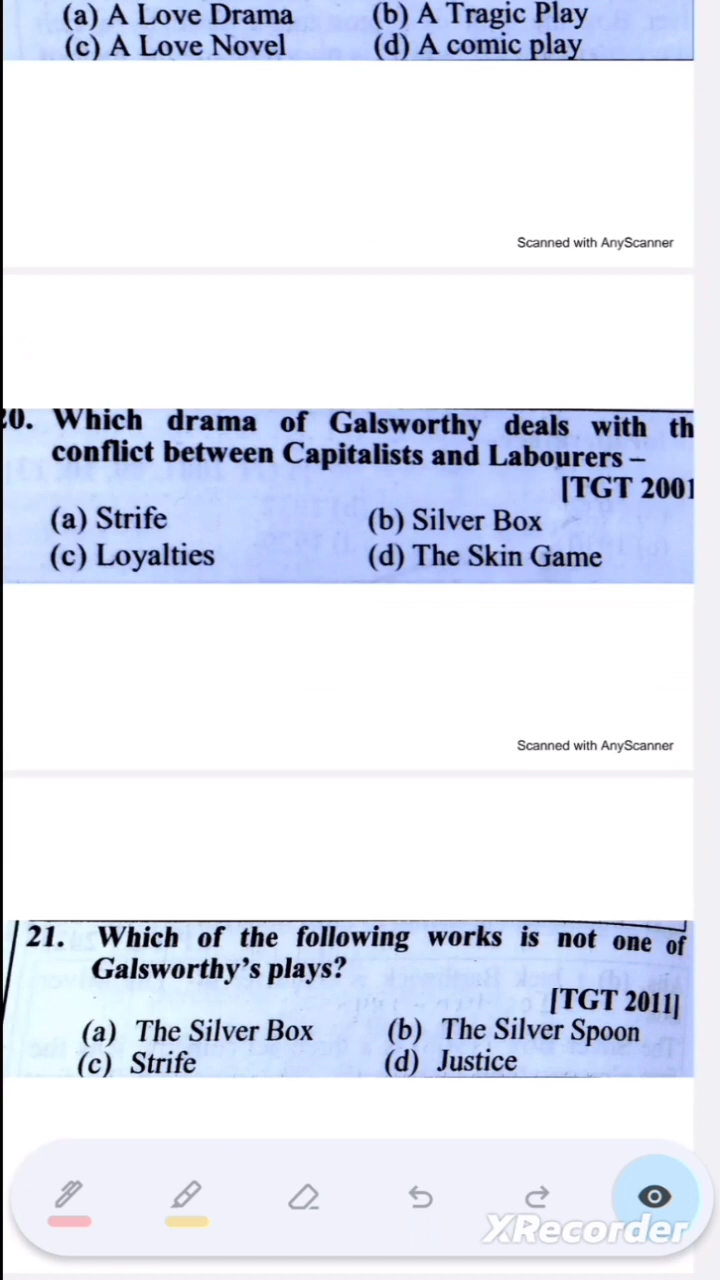 (a) A Love Drama (b) A Tragic Play
(c) A Love Novel (d) A comic play
Scanned with AnyScanner
20. Which drama of Galsworthy deals with th
conflict between Capitalists and Labourers –
[TGT 2001
(a) Strife (b) Silver Box
(c) Loyalties (d) The Skin Game
Scanned with AnyScanner
21. Which of the following works is not one of
Galsworthy's plays?
[TGT 2011]
(a) The Silver Box (b) The Silver Spoon
(c) Strife (d) Justice
XRecorder